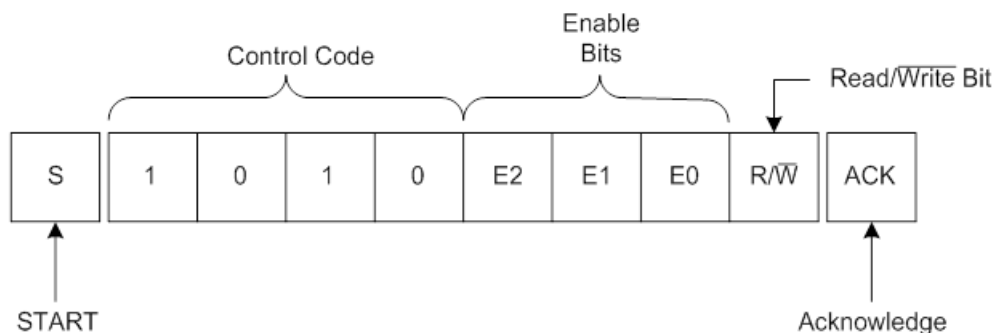 Enable
Bits
Control Code
Read/Write Bit
S 1 0 1 0 E2 E1 E0 R/W ACK
START
Acknowledge